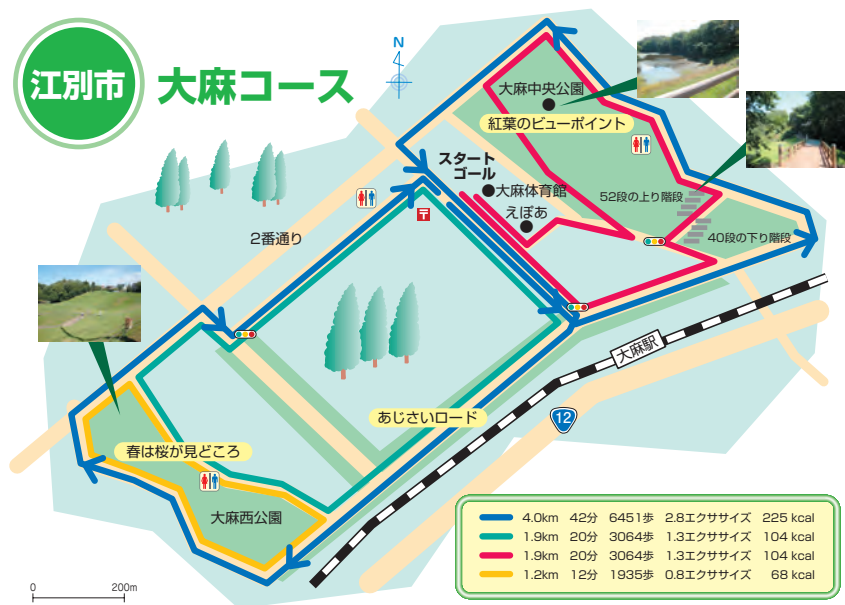 江別市
大麻コース
N
大麻中央公園
紅葉のビューポイント
スタート
ゴール
大麻体育館
えぽあ
52段の上り階段
40段の下り階段
2番通り
〒
大麻駅
12
あじさいロード
春は桜が見どころ
大麻西公園
4.0km 42分 6451歩 2.8エクササイズ 225 kcal
1.9km 20分 3064歩 1.3エクササイズ 104 kcal
1.9km 20分 3064歩 1.3エクササイズ 104 kcal
1.2km 12分 1935歩 0.8エクササイズ 68 kcal
0 200m